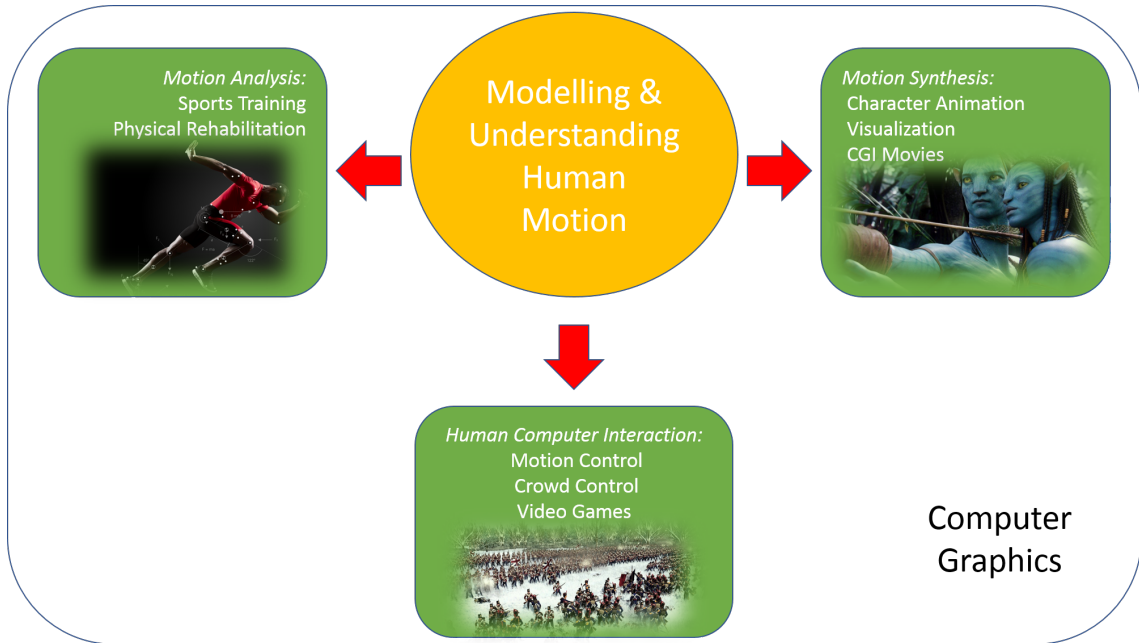 Motion Analysis:
Sports Training
Physical Rehabilitation
Modelling &
Understanding
Human
Motion
Motion Synthesis:
Character Animation
Visualization
CGI Movies
Human Computer Interaction:
Motion Control
Crowd Control
Video Games
Computer
Graphics